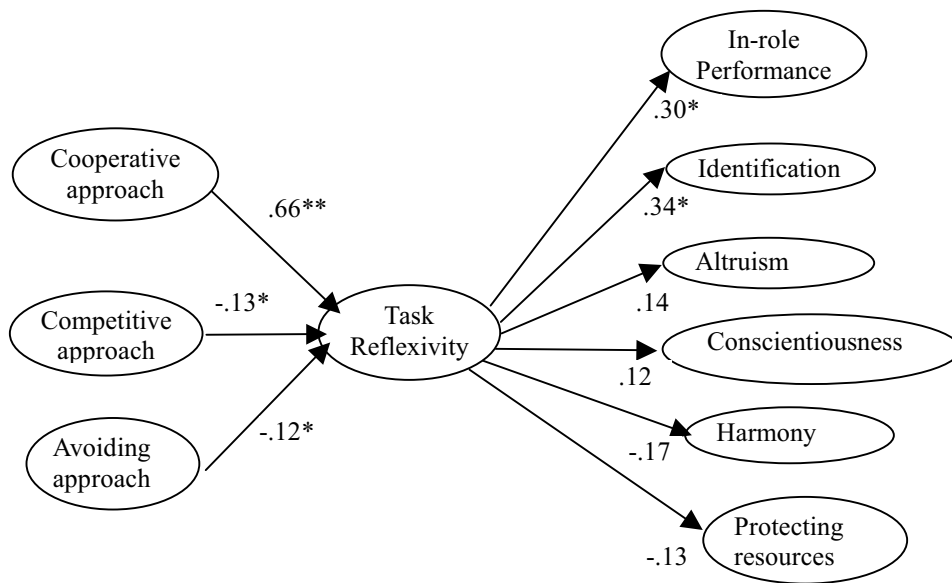 Cooperative
approach
.66**
Competitive
approach
-.13*
Avoiding
approach
-.12*
Task
Reflexivity
In-role
Performance
.30*
Identification
.34*
Altruism
.14
Conscientiousness
.12
Harmony
-.17
Protecting
resources
-.13